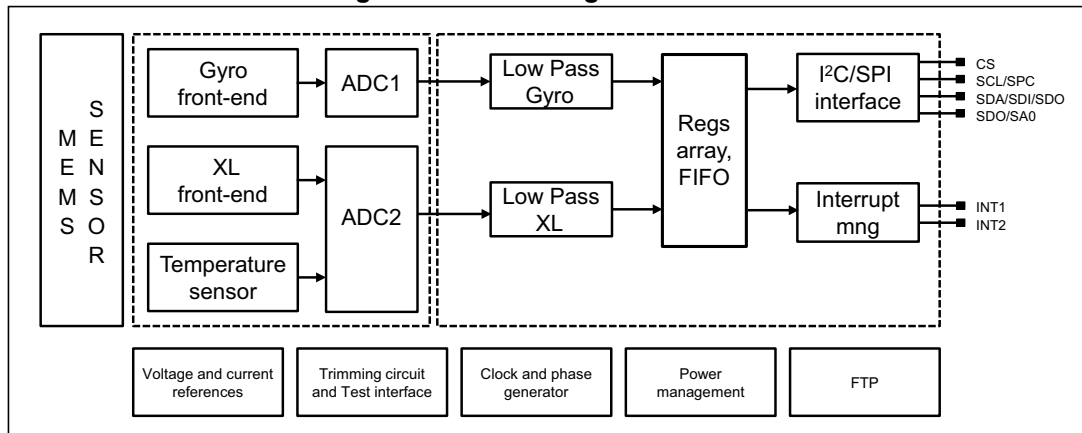 MEMS
SENSOR
Gyro
front-end
ADC1
Low Pass
Gyro
Regs
array,
FIFO
I²C/SPI
interface
CS
SCL/SPC
SDA/SDI/SDO
SDO/SA0
XL
front-end
ADC2
Low Pass
XL
Interrupt
mng
INT1
INT2
Temperature
sensor
Voltage and current
references
Trimming circuit
and Test interface
Clock and phase
generator
Power
management
FTP